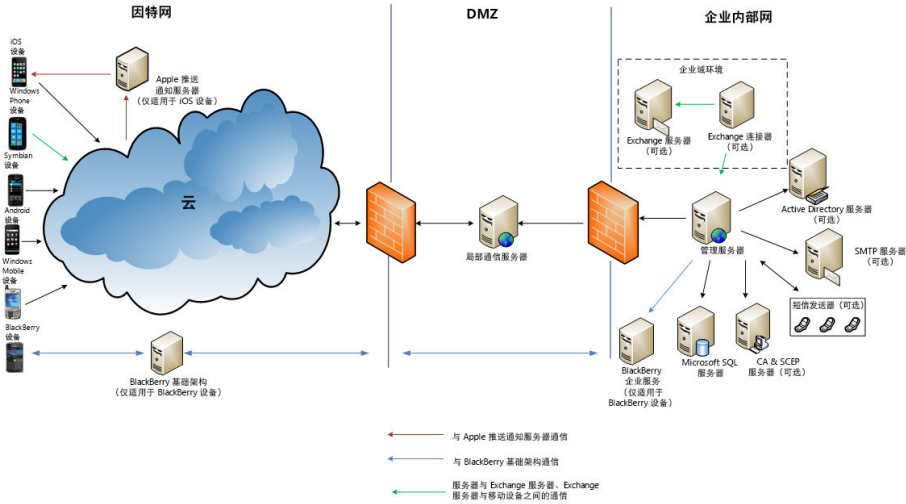 因特网
DMZ
企业内部网
iOS
设备
Apple 推送
通知服务器
（仅适用于 iOS 设备）
Windows
Phone
设备
Symbian
设备
Android
设备
Windows
Mobile
设备
BlackBerry
设备
云
BlackBerry 基础架构
（仅适用于 BlackBerry 设备）
局部通信服务器
企业域环境
Exchange 服务器
（可选）
Exchange 连接器
（可选）
Active Directory 服务器
（可选）
管理服务器
SMTP 服务器
（可选）
短信发送器（可选）
BlackBerry
企业服务
（仅适用于
BlackBerry 设备）
Microsoft SQL
服务器
CA & SCEP
服务器（可选）
与 Apple 推送通知服务器通信
与 BlackBerry 基础架构通信
服务器与 Exchange 服务器、Exchange
服务器与移动设备之间的通信